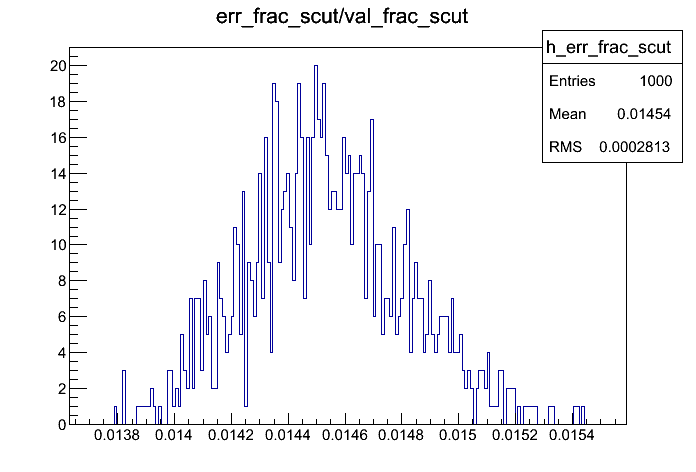 err_frac_scut/val_frac_scut
h_err_frac_scut
Entries 1000
Mean 0.01454
RMS 0.0002813
20
18
16
14
12
10
8
6
4
2
0
0.0138 0.014 0.0142 0.0144 0.0146 0.0148 0.015 0.0152 0.0154